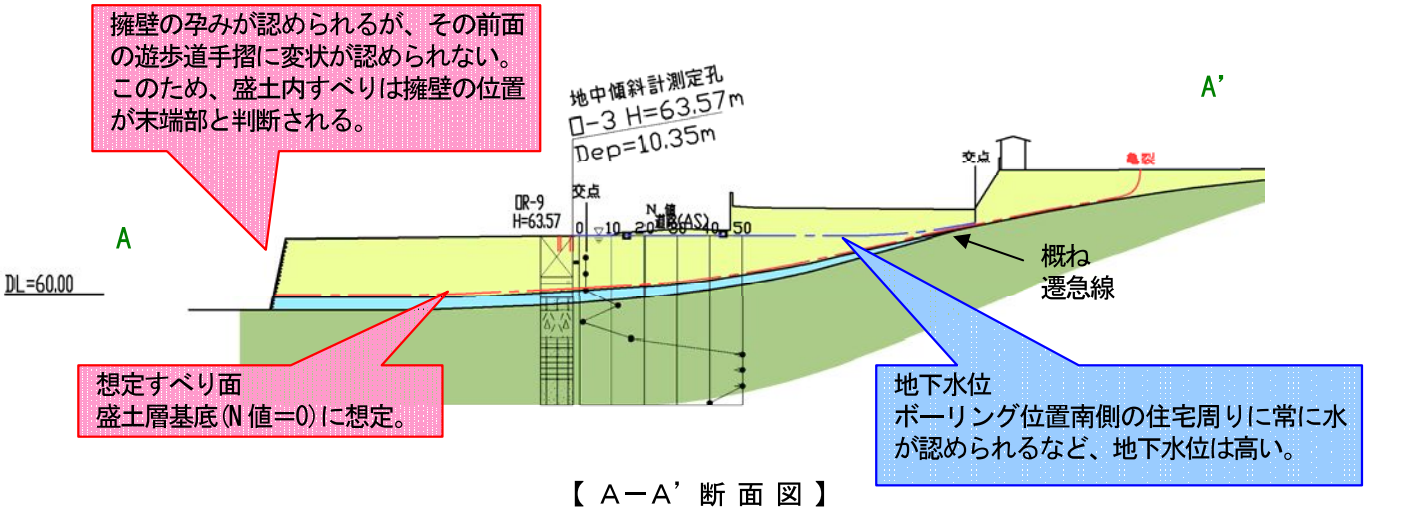 擁壁の孕みが認められるが、その前面
の遊歩道手摺に変状が認められない。
このため、盛土内すべりは擁壁の位置
が末端部と判断される。
地中傾斜計測定孔
ロ-3 H=63.57m
Dep=10.35m
A’
交点
亀裂
ロR-9
H=63.57
交点
N 値
道路(AS)
0 10 20 30 40 50
A
DL=60.00
概ね
遷急線
想定すべり面
盛土層基底(N値=0)に想定。
地下水位
ボーリング位置南側の住宅周りに常に水
が認められるなど、地下水位は高い。
【 A-A’ 断 面 図 】